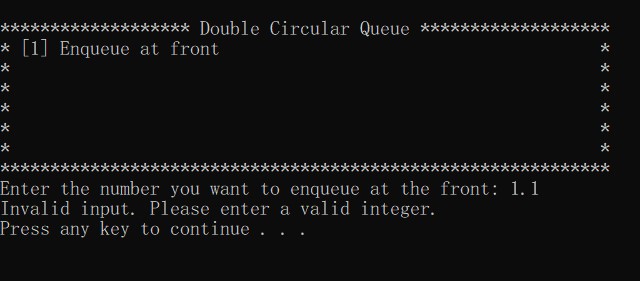 ******************* Double Circular Queue *******************
* [1] Enqueue at front                                      *
*                                                           *
*                                                           *
*                                                           *
*                                                           *
*                                                           *
*************************************************************
Enter the number you want to enqueue at the front: 1.1
Invalid input. Please enter a valid integer.
Press any key to continue . . .